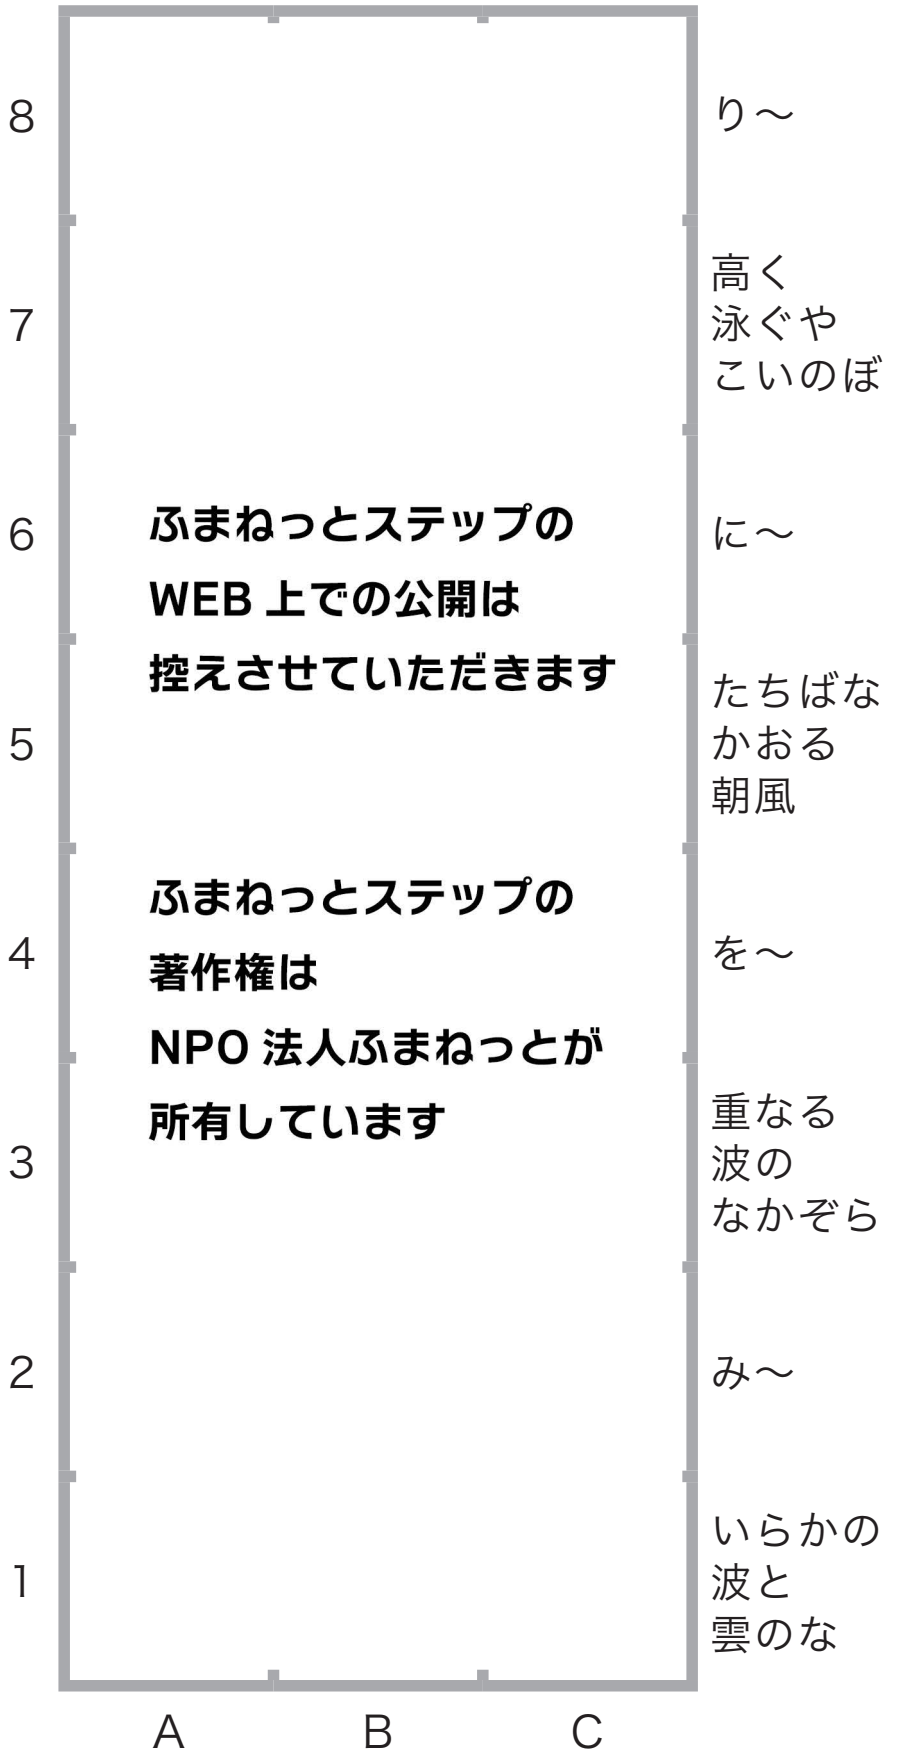 8
り～
7
高く
泳ぐや
こいのぼ
6
に～
5
たちばな
かおる
朝風
4
を～
3
重なる
波の
なかぞら
2
み～
1
いらかの
波と
雲のな
ふまねっとステップの
WEB 上での公開は
控えさせていただきます
ふまねっとステップの
著作権は
NPO 法人ふまねっとが
所有しています
A B C